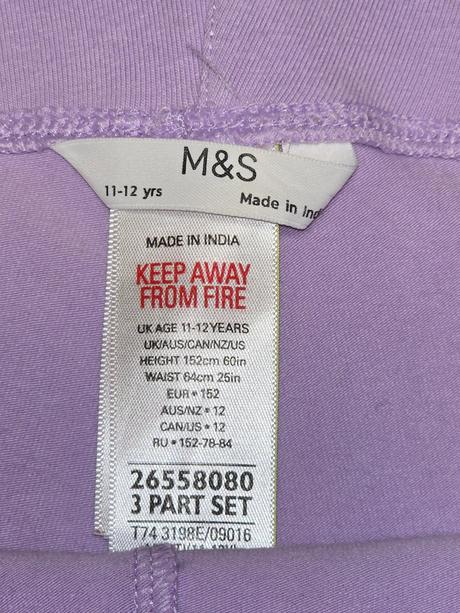 M&S
11-12 yrs
Made in
MADE IN INDIA
KEEP AWAY
FROM FIRE
UK AGE 11-12 YEARS
UK/AUS/CAN/NZ/US
HEIGHT 152cm 60in
WAIST 64cm 25in
EUR • 152
AUS/NZ • 12
CAN/US • 12
RU • 152-78-84
26558080
3 PART SET
T74 3198E/09016